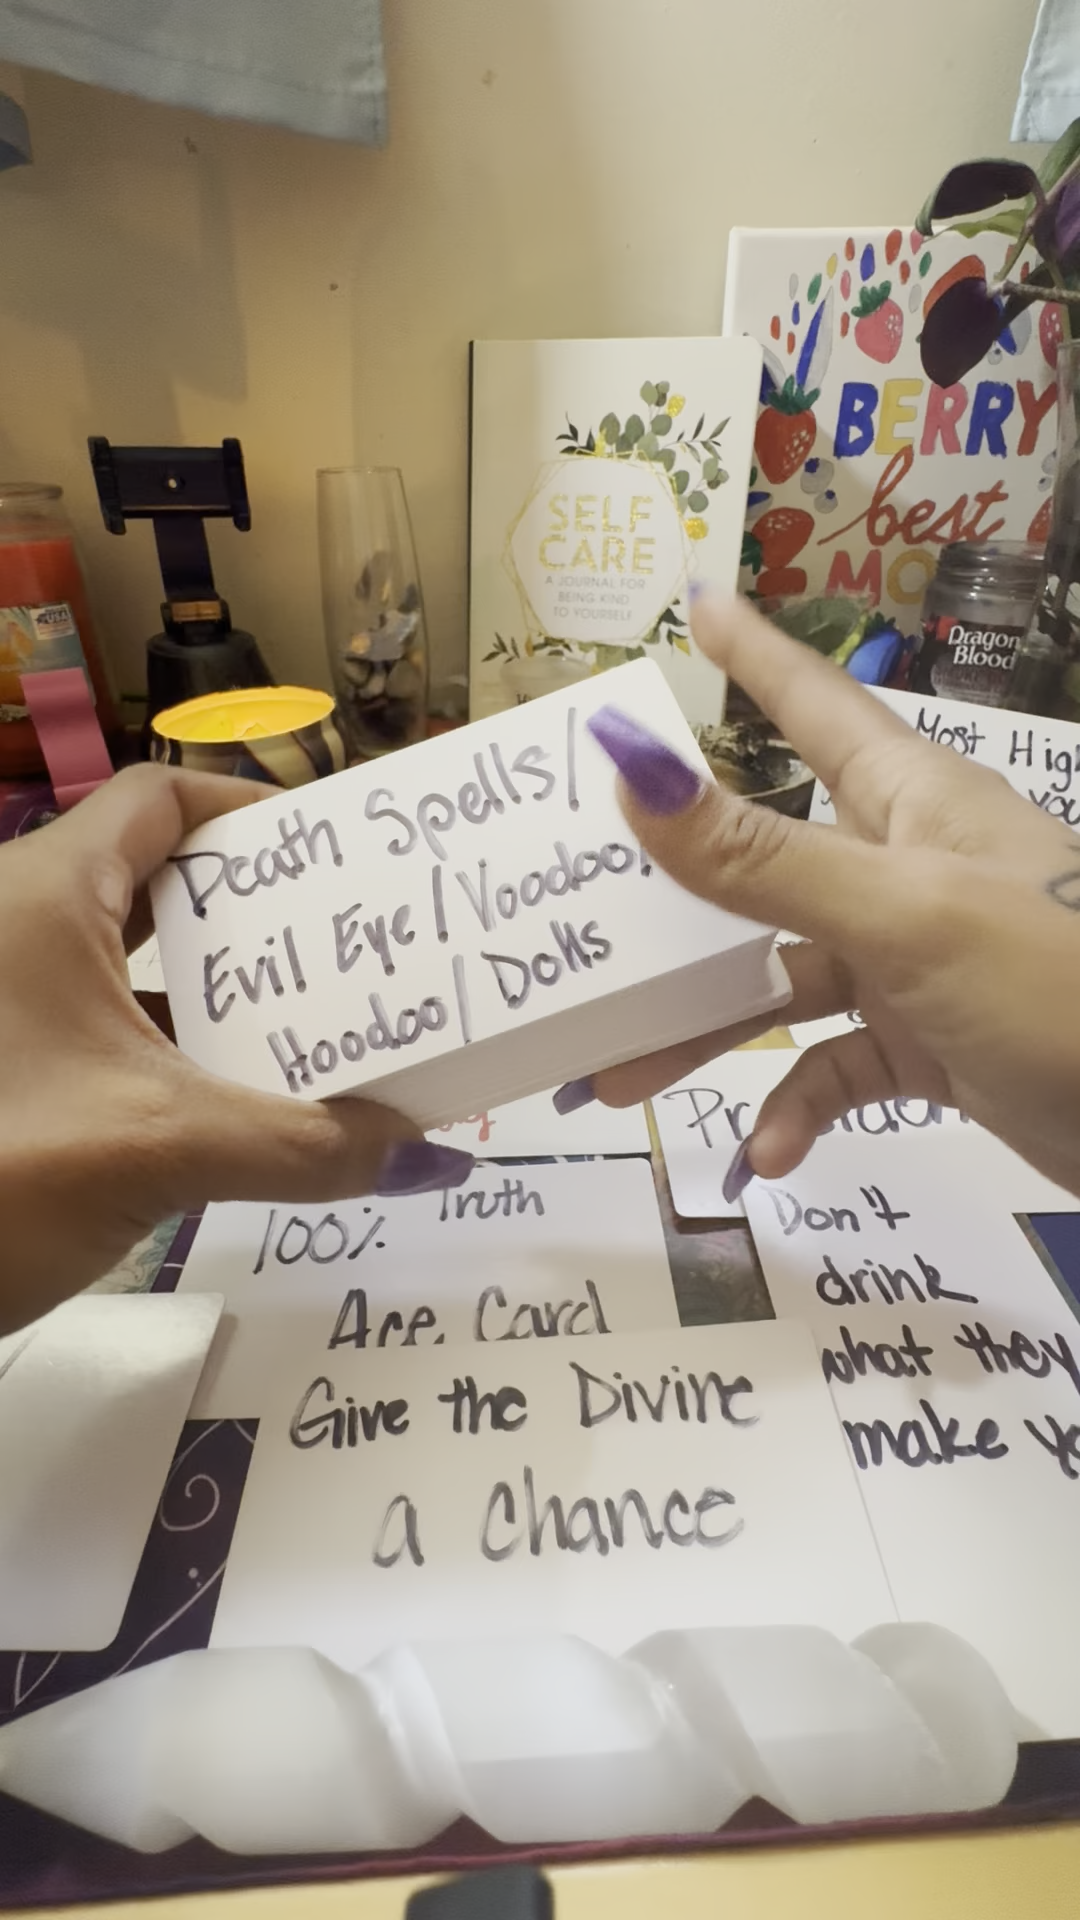 BERRY
best
SELF
CARE
A JOURNAL FOR
BEING KIND
TO YOURSELF
Dragon
Blood
Most
Death Spells/
Evil Eye/Voodoo/
Hoodoo/Dolls
100% Truth
Ace Card
Give the Divine
a chance
Don't
drink
what they
make